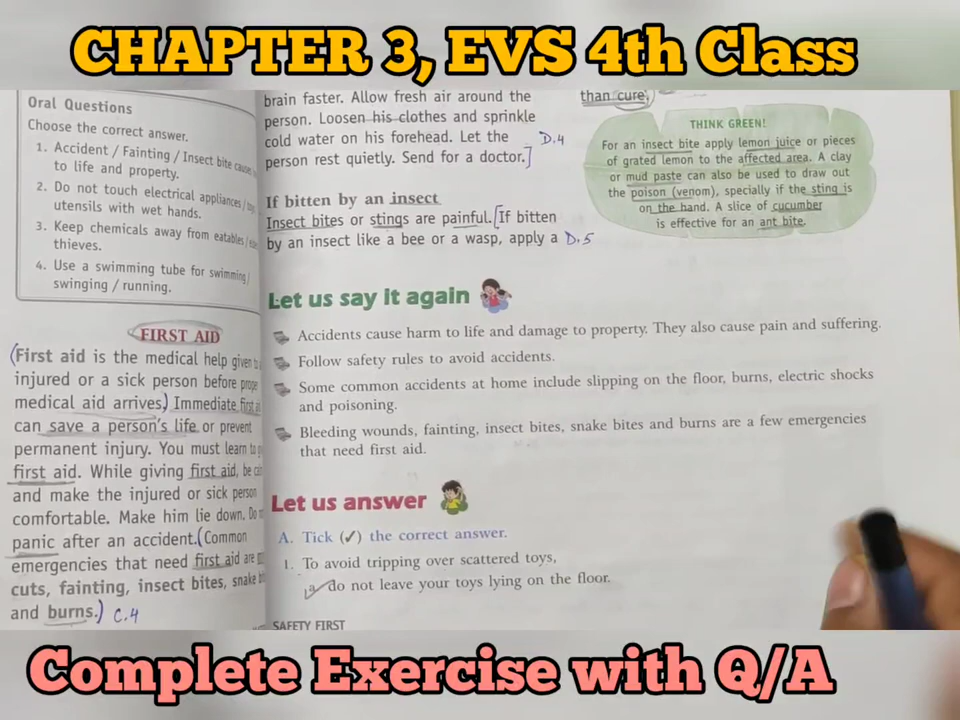 CHAPTER 3, EVS 4th Class
Oral Questions
Choose the correct answer.
1. Accident / Fainting / Insect bite cause
to life and property.
2. Do not touch electrical appliances /
utensils with wet hands.
3. Keep chemicals away from eatables /
thieves.
4. Use a swimming tube for swimming /
swinging / running.
FIRST AID
(First aid is the medical help given to
injured or a sick person before proper
medical aid arrives.) Immediate first
can save a person's life or prevent
permanent injury. You must learn to
first aid. While giving first aid, be
and make the injured or sick person
comfortable. Make him lie down. Do
panic after an accident.(Common
emergencies that need first aid are
cuts, fainting, insect bites, snake
and burns.) C.4
brain faster. Allow fresh air around the
person. Loosen his clothes and sprinkle
cold water on his forehead. Let the D.4
person rest quietly. Send for a doctor.]
If bitten by an insect
Insect bites or stings are painful. [If bitten
by an insect like a bee or a wasp, apply a D.5
than cure.
THINK GREEN!
For an insect bite apply lemon juice or pieces
of grated lemon to the affected area. A clay
or mud paste can also be used to draw out
the poison (venom), specially if the sting is
on the hand. A slice of cucumber
is effective for an ant bite.
Let us say it again
Accidents cause harm to life and damage to property. They also cause pain and suffering.
Follow safety rules to avoid accidents.
Some common accidents at home include slipping on the floor, burns, electric shocks
and poisoning.
Bleeding wounds, fainting, insect bites, snake bites and burns are a few emergencies
that need first aid.
Let us answer
A. Tick (✓) the correct answer.
1. To avoid tripping over scattered toys,
a. ✓ do not leave your toys lying on the floor.
SAFETY FIRST
Complete Exercise with Q/A